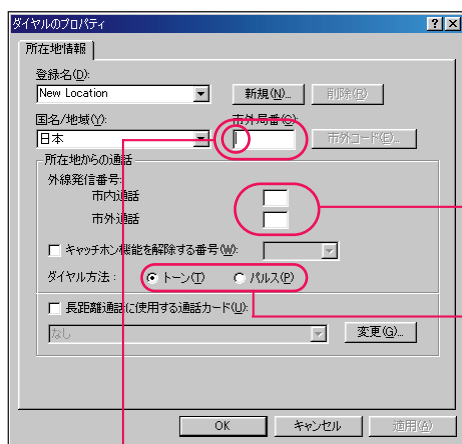 ダイヤルのプロパティ
所在地情報
登録名(D):
New Location 新規(N)... 削除(R)
国名/地域(Y): 市外局番(C):
日本 市外コード(E)...
所在地からの通話
外線発信番号:
市内通話
市外通話
キャッチホン機能を解除する番号(W):
ダイヤル方法: トーン(T) パルス(P)
長距離通話に使用する通話カード(U):
なし 変更(G)...
OK キャンセル 適用(A)